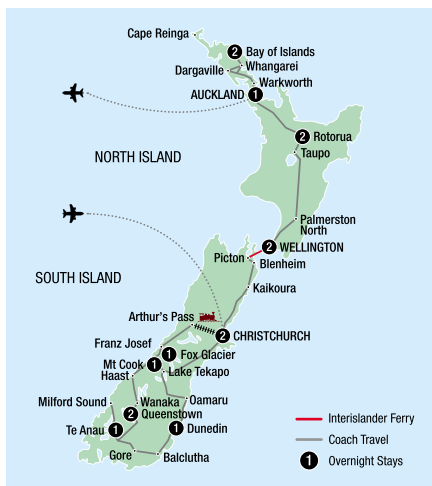 Cape Reinga
2
Bay of Islands
Whangarei
Dargaville
Warkworth
AUCKLAND
1
2
Rotorua
Taupo
NORTH ISLAND
Palmerston
North
2
WELLINGTON
Picton
Blenheim
SOUTH ISLAND
Kaikoura
Arthur's Pass
2
CHRISTCHURCH
Franz Josef
1
Fox Glacier
Mt Cook
1
Haast
Lake Tekapo
Milford Sound
Wanaka
Oamaru
2
Queenstown
Te Anau
1
1
Dunedin
Gore
Balclutha
Interislander Ferry
Coach Travel
1
Overnight Stays